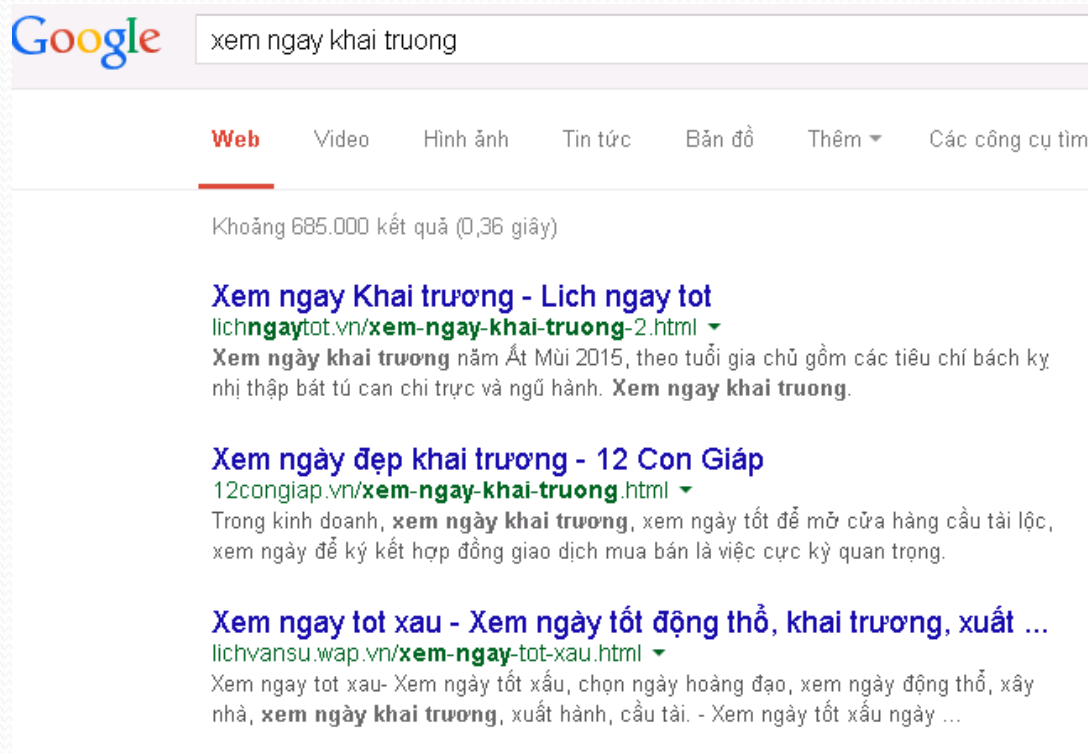 Google xem ngay khai truong
Web Video Hình ảnh Tin tức Bản đồ Thêm Các công cụ tìm
Khoảng 685.000 kết quả (0,36 giây)
Xem ngay Khai trương - Lich ngay tot
lichngaytot.vn/xem-ngay-khai-truong-2.html
Xem ngày khai trương năm Ất Mùi 2015, theo tuổi gia chủ gồm các tiêu chí bách kỵ
nhị thập bát tú can chi trực và ngũ hành. Xem ngay khai truong.
Xem ngày đẹp khai trương - 12 Con Giáp
12congiap.vn/xem-ngay-khai-truong.html
Trong kinh doanh, xem ngày khai trương, xem ngày tốt để mở cửa hàng cầu tài lộc,
xem ngày để ký kết hợp đồng giao dịch mua bán là việc cực kỳ quan trọng.
Xem ngay tot xau - Xem ngày tốt động thổ, khai trương, xuất ...
lichvansu.wap.vn/xem-ngay-tot-xau.html
Xem ngay tot xau- Xem ngày tốt xấu, chọn ngày hoàng đạo, xem ngày động thổ, xây
nhà, xem ngày khai trương, xuất hành, cầu tài. - Xem ngày tốt xấu ngày ...